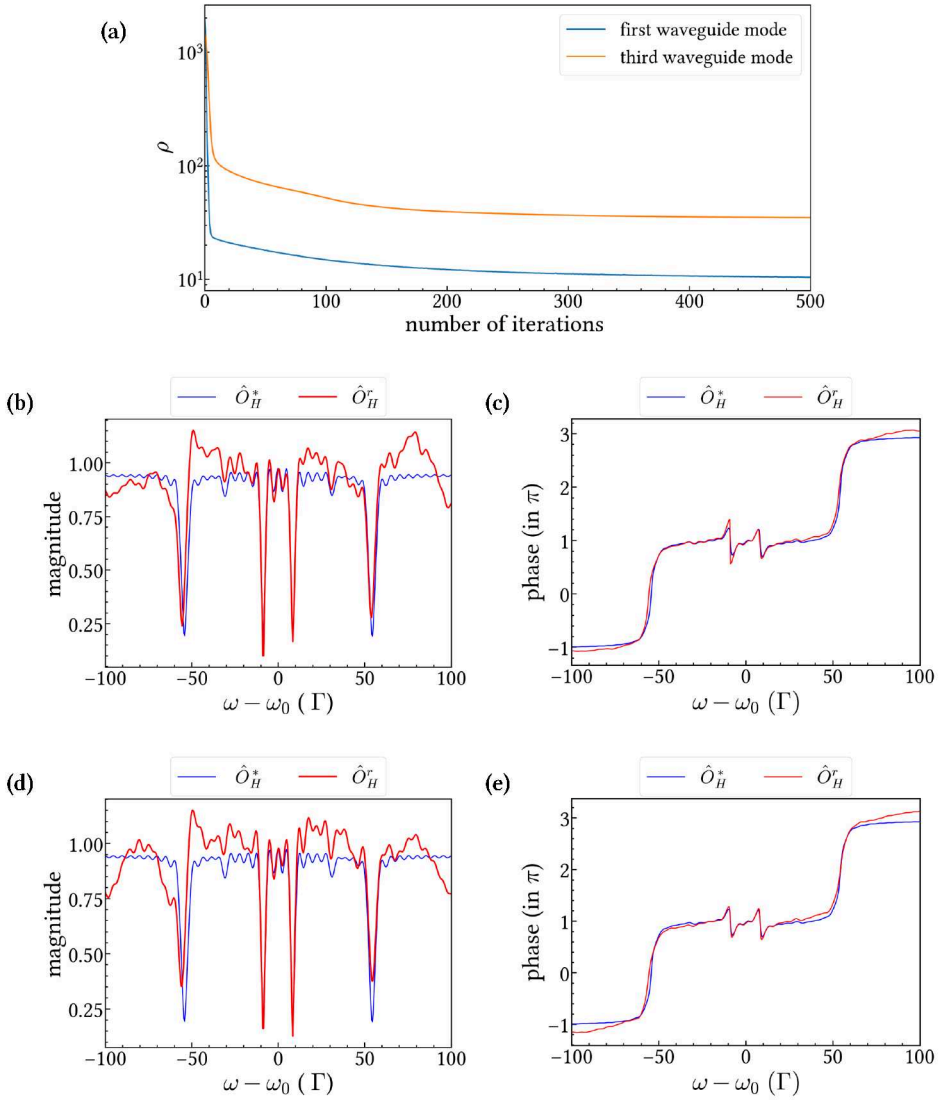 (a)
first waveguide mode
third waveguide mode
10³
10²
10¹
ρ
0 100 200 300 400 500
number of iterations
(b)
Ô*_H Ô^r_H
1.00
0.75
0.50
0.25
magnitude
−100 −50 0 50 100
ω − ω₀ ( Γ)
(c)
Ô*_H Ô^r_H
3
2
1
0
−1
phase (in π)
−100 −50 0 50 100
ω − ω₀ (Γ)
(d)
Ô*_H Ô^r_H
1.00
0.75
0.50
0.25
magnitude
−100 −50 0 50 100
ω − ω₀ ( Γ)
(e)
Ô*_H Ô^r_H
3
2
1
0
−1
phase (in π)
−100 −50 0 50 100
ω − ω₀ (Γ)